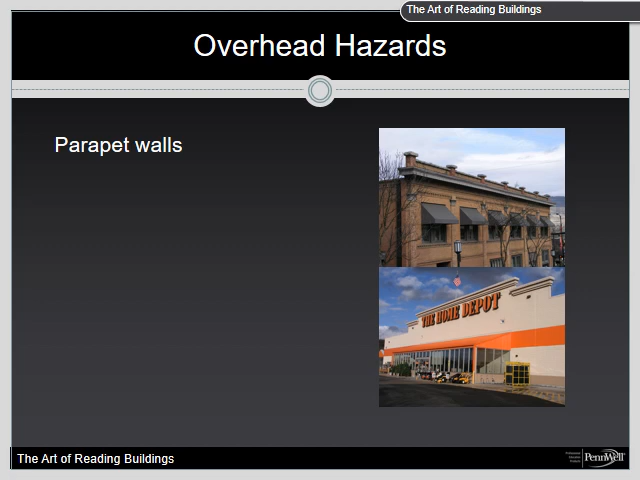 The Art of Reading Buildings
Overhead Hazards
Parapet walls
THE HOME DEPOT
The Art of Reading Buildings
PennWell